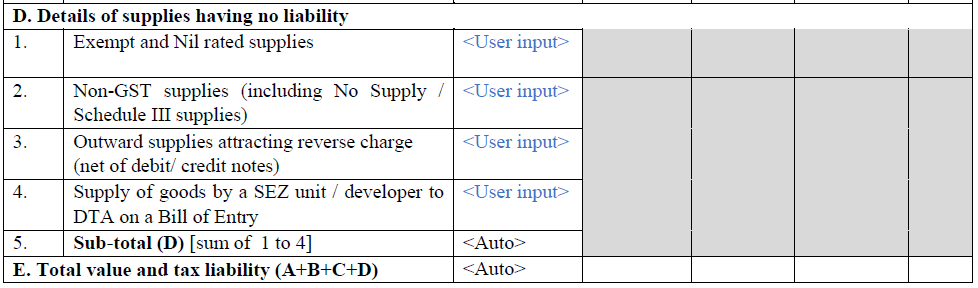 D. Details of supplies having no liability
1. Exempt and Nil rated supplies <User input>
2. Non-GST supplies (including No Supply / <User input>
Schedule III supplies)
3. Outward supplies attracting reverse charge <User input>
(net of debit/ credit notes)
4. Supply of goods by a SEZ unit / developer to <User input>
DTA on a Bill of Entry
5. Sub-total (D) [sum of 1 to 4] <Auto>
E. Total value and tax liability (A+B+C+D) <Auto>